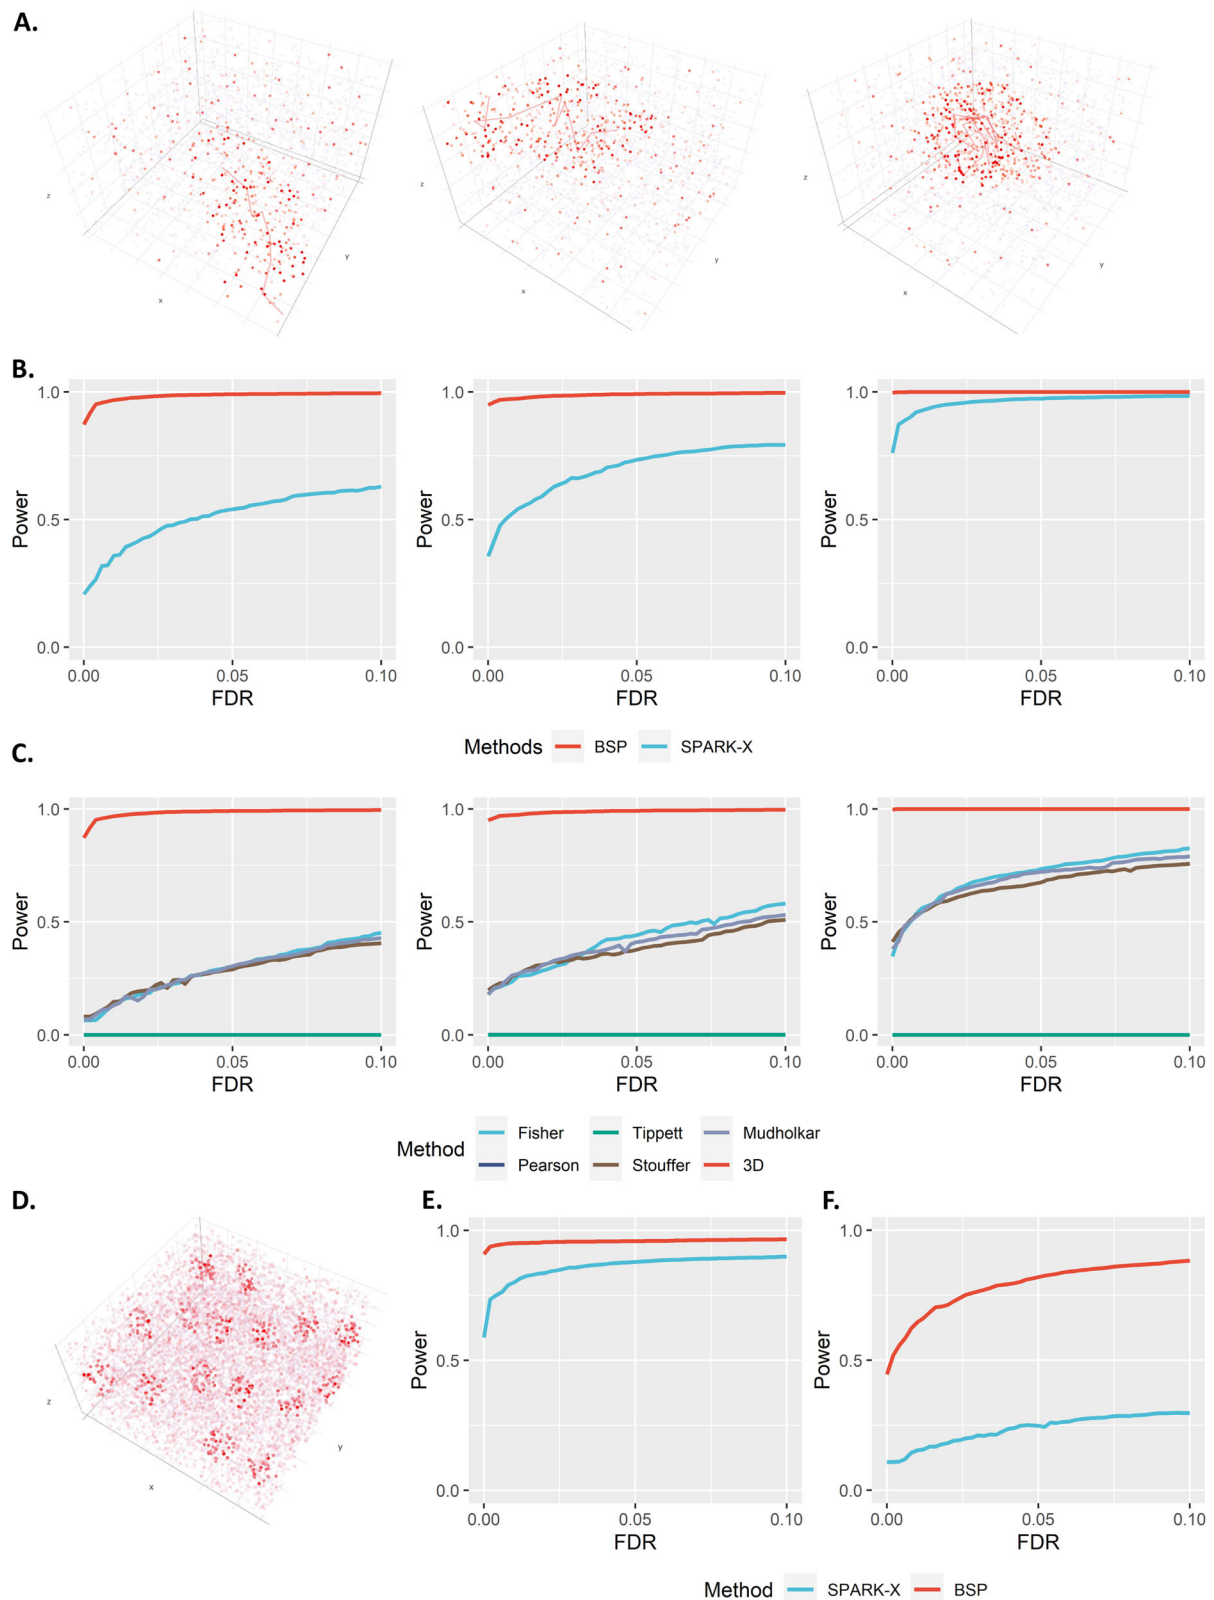 A.
z
x
y
z
x
y
z
x
y
B.
1.0
0.5
0.0
Power
0.00 0.05 0.10
FDR
1.0
0.5
0.0
Power
0.00 0.05 0.10
FDR
1.0
0.5
0.0
Power
0.00 0.05 0.10
FDR
Methods BSP SPARK-X
C.
1.0
0.5
0.0
Power
0.00 0.05 0.10
FDR
1.0
0.5
0.0
Power
0.00 0.05 0.10
FDR
1.0
0.5
0.0
Power
0.00 0.05 0.10
FDR
Method
Fisher Tippett Mudholkar
Pearson Stouffer 3D
D.
z
x
y
E.
1.0
0.5
0.0
Power
0.00 0.05 0.10
FDR
F.
1.0
0.5
0.0
Power
0.00 0.05 0.10
FDR
Method SPARK-X BSP